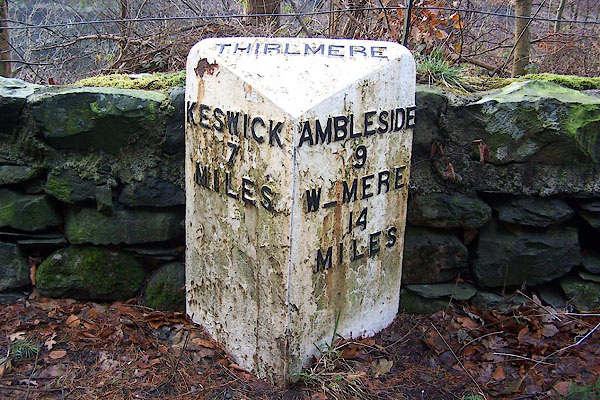 THIRLMERE
KESWICK
7
MILES
AMBLESIDE
9
W_MERE
14
MILES